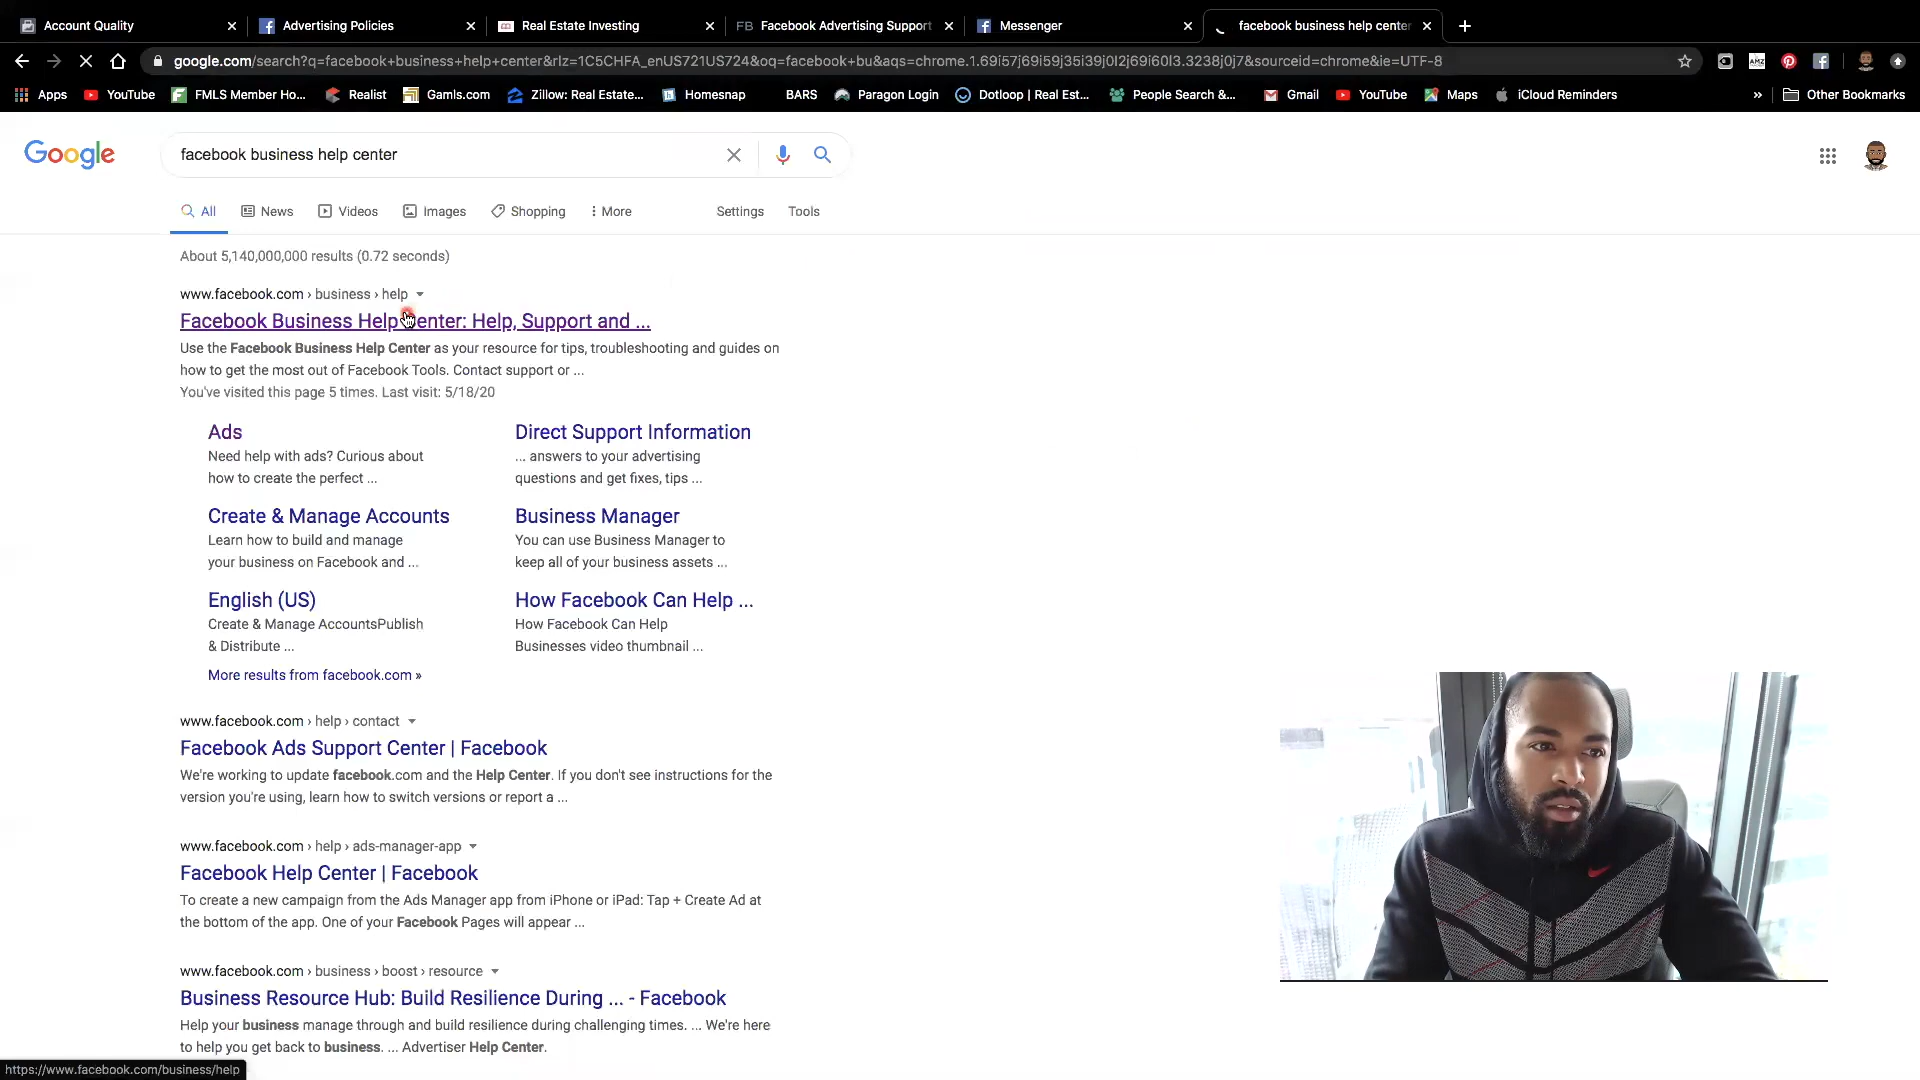 Account Quality
Advertising Policies
Real Estate Investing
FB Facebook Advertising Support
Messenger
facebook business help center
google.com/search?q=facebook+business+help+center&rlz=1C5CHFA_enUS721US724&oq=facebook+bu&aqs=chrome.1.69i57j69i59j35i39j0l2j69i60l3.3238j0j7&sourceid=chrome&ie=UTF-8
Apps
YouTube
FMLS Member Ho...
Realist
Gamls.com
Zillow: Real Estate...
Homesnap
BARS
Paragon Login
Dotloop | Real Est...
People Search &...
Gmail
YouTube
Maps
iCloud Reminders
»
Other Bookmarks
Google
facebook business help center
All
News
Videos
Images
Shopping
More
Settings
Tools
About 5,140,000,000 results (0.72 seconds)
www.facebook.com › business › help
Facebook Business Help Center: Help, Support and ...
Use the Facebook Business Help Center as your resource for tips, troubleshooting and guides on
how to get the most out of Facebook Tools. Contact support or ...
You've visited this page 5 times. Last visit: 5/18/20
Ads
Need help with ads? Curious about
how to create the perfect ...
Direct Support Information
... answers to your advertising
questions and get fixes, tips ...
Create & Manage Accounts
Learn how to build and manage
your business on Facebook and ...
Business Manager
You can use Business Manager to
keep all of your business assets ...
English (US)
Create & Manage AccountsPublish
& Distribute ...
How Facebook Can Help ...
How Facebook Can Help
Businesses video thumbnail ...
More results from facebook.com »
www.facebook.com › help › contact
Facebook Ads Support Center | Facebook
We're working to update facebook.com and the Help Center. If you don't see instructions for the
version you're using, learn how to switch versions or report a ...
www.facebook.com › help › ads-manager-app
Facebook Help Center | Facebook
To create a new campaign from the Ads Manager app from iPhone or iPad: Tap + Create Ad at
the bottom of the app. One of your Facebook Pages will appear ...
www.facebook.com › business › boost › resource
Business Resource Hub: Build Resilience During ... - Facebook
Help your business manage through and build resilience during challenging times. ... We're here
to help you get back to business. ... Advertiser Help Center.
https://www.facebook.com/business/help